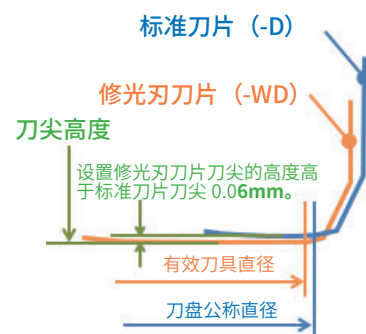 标准刀片（-D）
修光刃刀片（-WD）
刀尖高度
设置修光刃刀片刀尖的高度高
于标准刀片刀尖 0.06mm。
有效刀具直径
刀盘公称直径